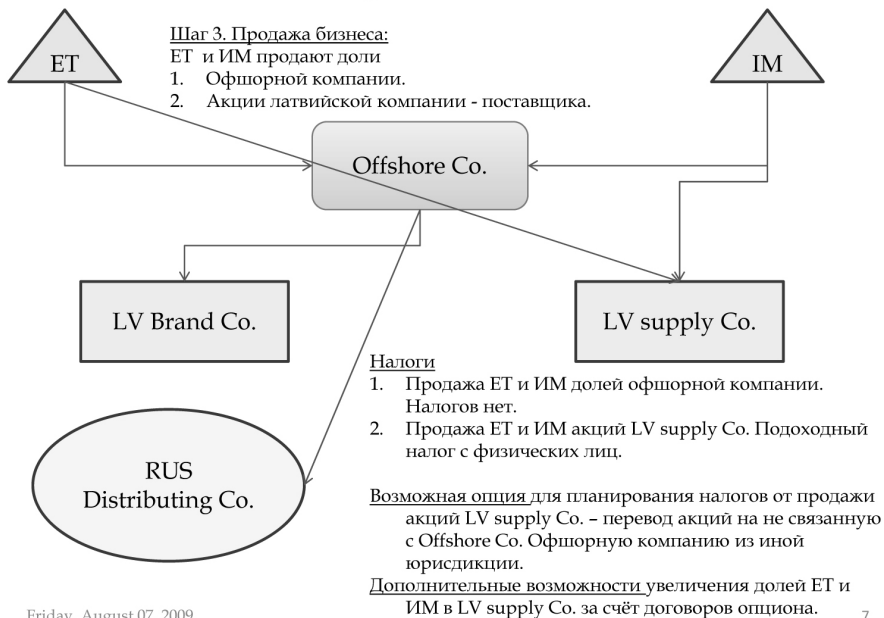 Шаг 3. Продажа бизнеса:
ЕТ и ИМ продают доли
1. Офшорной компании.
2. Акции латвийской компании - поставщика.
ET
IM
Offshore Co.
LV Brand Co.
LV supply Co.
RUS
Distributing Co.
Налоги
1. Продажа ЕТ и ИМ долей офшорной компании.
Налогов нет.
2. Продажа ЕТ и ИМ акций LV supply Co. Подоходный
налог с физических лиц.
Возможная опция для планирования налогов от продажи
акций LV supply Co. – перевод акций на не связанную
с Offshore Co. Офшорную компанию из иной
юрисдикции.
Дополнительные возможности увеличения долей ЕТ и
ИМ в LV supply Co. за счёт договоров опциона.
Friday, August 07, 2009
7